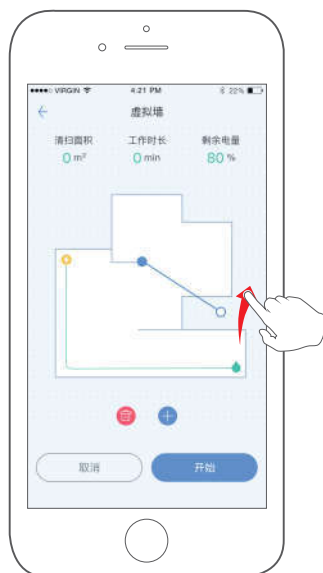 VIRGIN 4:21 PM 22%
虚拟墙
清扫面积 工作时长 剩余电量
0 m² 0 min 80 %
取消 开始